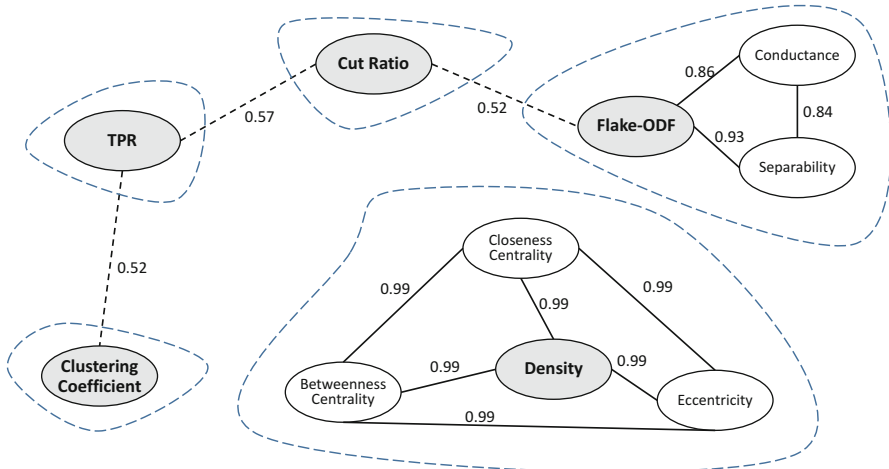 Cut Ratio
Conductance
0.86
0.57
0.52
Flake-ODF
0.84
TPR
0.93
Separability
Closeness
Centrality
0.52
0.99
0.99
0.99
Clustering
Coefficient
0.99
Density
0.99
Betweenness
Centrality
Eccentricity
0.99